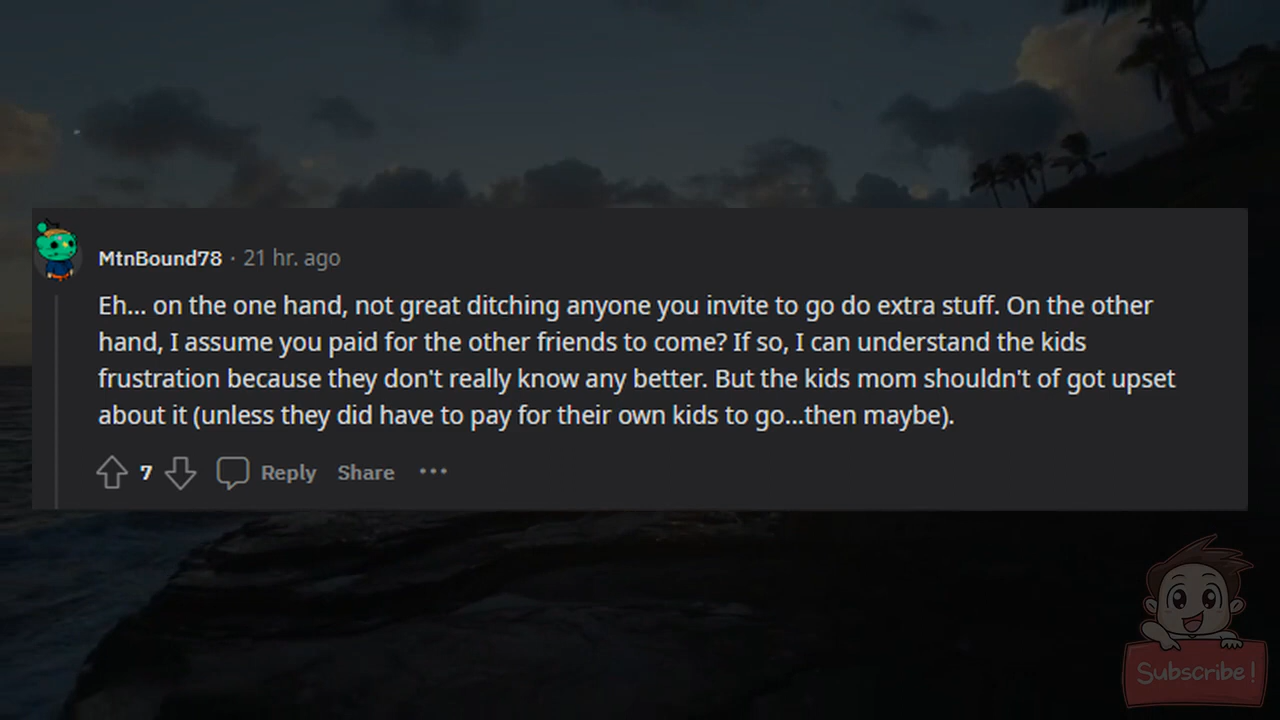 MtnBound78 · 21 hr. ago
Eh... on the one hand, not great ditching anyone you invite to go do extra stuff. On the other
hand, I assume you paid for the other friends to come? If so, I can understand the kids
frustration because they don't really know any better. But the kids mom shouldn't of got upset
about it (unless they did have to pay for their own kids to go...then maybe).
7 Reply Share ...
Subscribe!